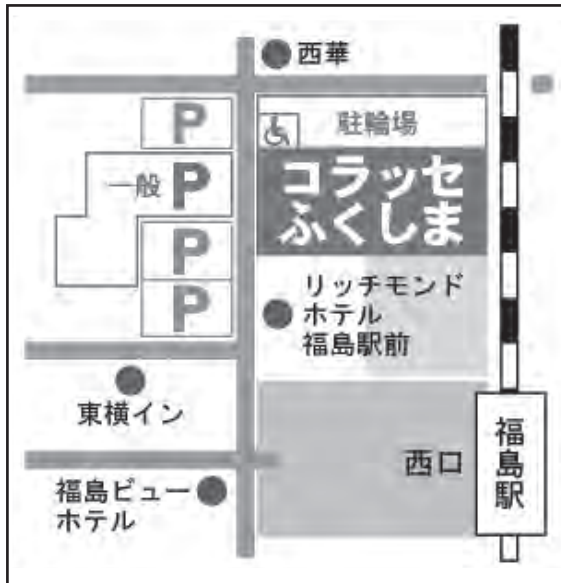 西華
P
駐輪場
一般 P
コラッセ
ふくしま
P
P
リッチモンド
ホテル
福島駅前
東横イン
西口
福島駅
福島ビュー
ホテル